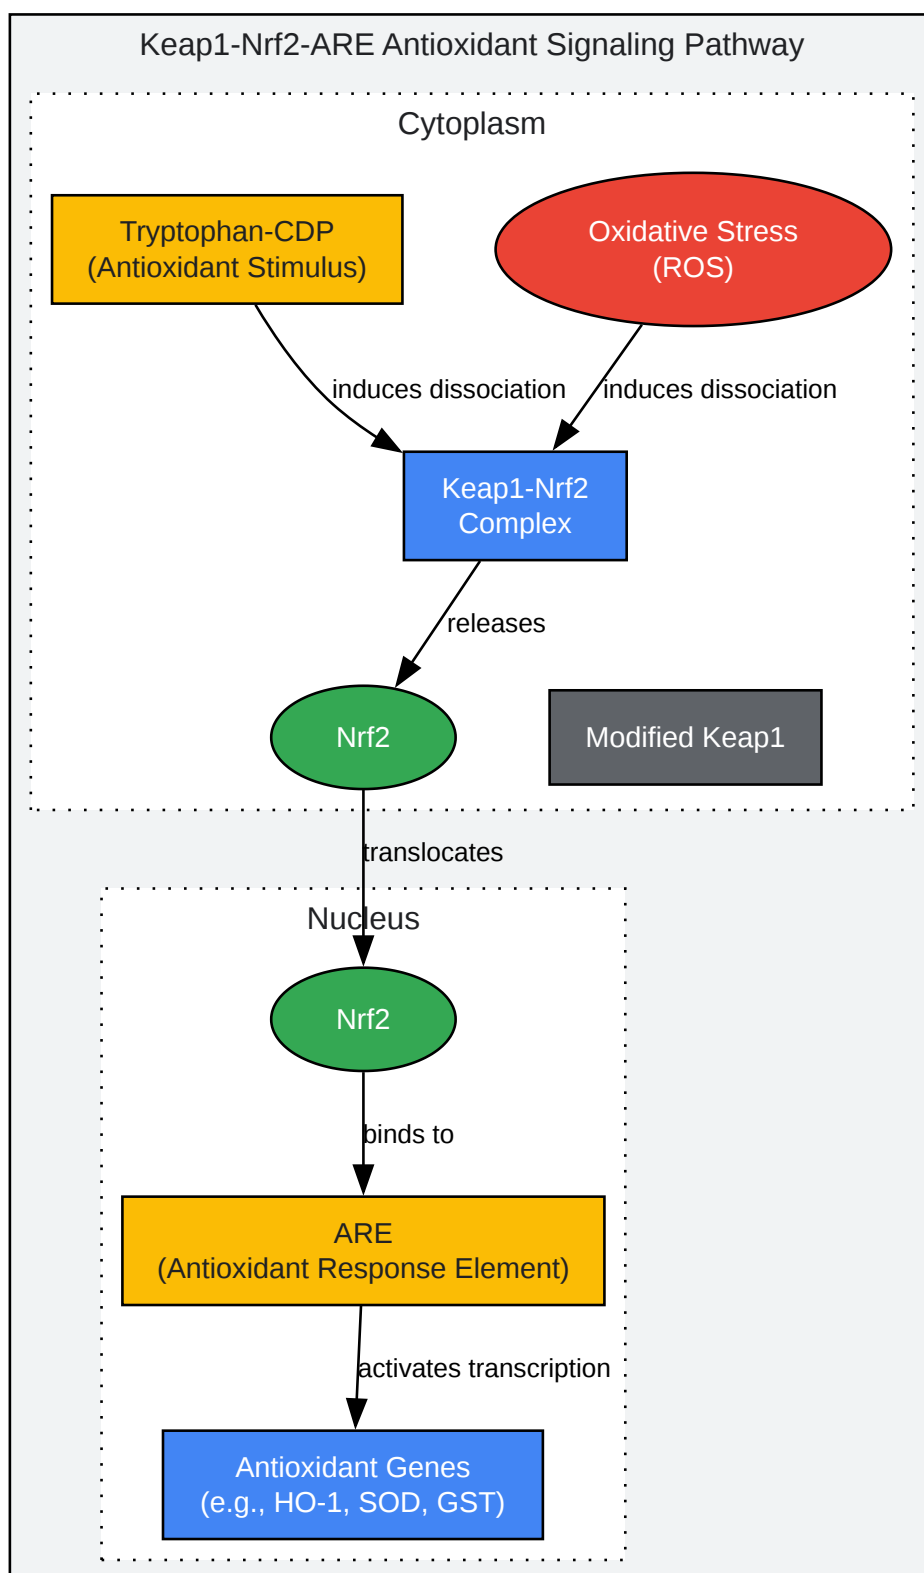 Keap1-Nrf2-ARE Antioxidant Signaling Pathway
Cytoplasm
Tryptophan-CDP
(Antioxidant Stimulus)
Oxidative Stress
(ROS)
induces dissociation
induces dissociation
Keap1-Nrf2
Complex
releases
Nrf2
Modified Keap1
translocates
Nucleus
Nrf2
binds to
ARE
(Antioxidant Response Element)
activates transcription
Antioxidant Genes
(e.g., HO-1, SOD, GST)